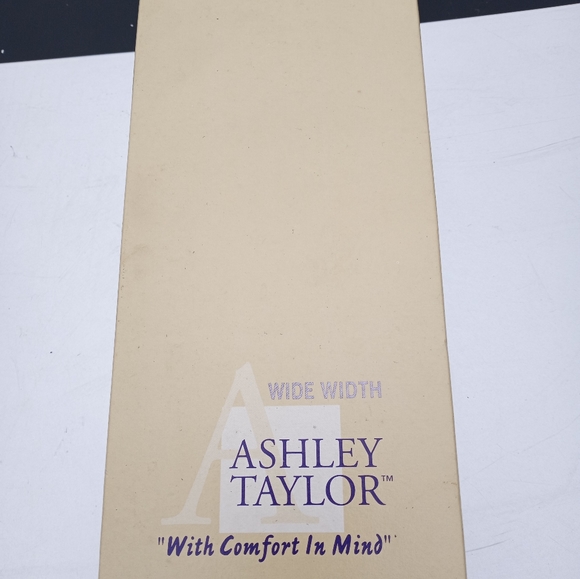 WIDE WIDTH
A
ASHLEY
TAYLOR™
"With Comfort In Mind"